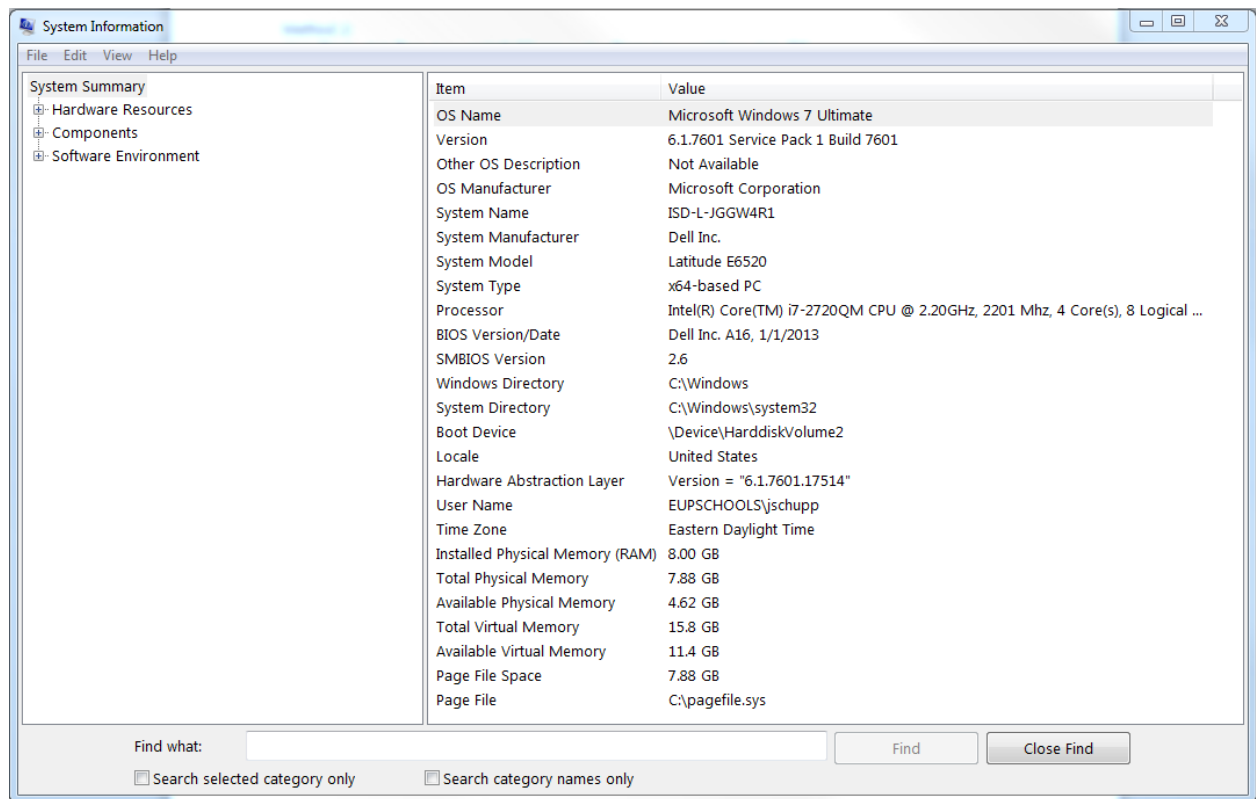 System Information
File Edit View Help
System Summary
Hardware Resources
Components
Software Environment
Item Value
OS Name Microsoft Windows 7 Ultimate
Version 6.1.7601 Service Pack 1 Build 7601
Other OS Description Not Available
OS Manufacturer Microsoft Corporation
System Name ISD-L-JGGW4R1
System Manufacturer Dell Inc.
System Model Latitude E6520
System Type x64-based PC
Processor Intel(R) Core(TM) i7-2720QM CPU @ 2.20GHz, 2201 Mhz, 4 Core(s), 8 Logical ...
BIOS Version/Date Dell Inc. A16, 1/1/2013
SMBIOS Version 2.6
Windows Directory C:\Windows
System Directory C:\Windows\system32
Boot Device \Device\HarddiskVolume2
Locale United States
Hardware Abstraction Layer Version = "6.1.7601.17514"
User Name EUPSCHOOLS\jschupp
Time Zone Eastern Daylight Time
Installed Physical Memory (RAM) 8.00 GB
Total Physical Memory 7.88 GB
Available Physical Memory 4.62 GB
Total Virtual Memory 15.8 GB
Available Virtual Memory 11.4 GB
Page File Space 7.88 GB
Page File C:\pagefile.sys
Find what: Find Close Find
Search selected category only Search category names only